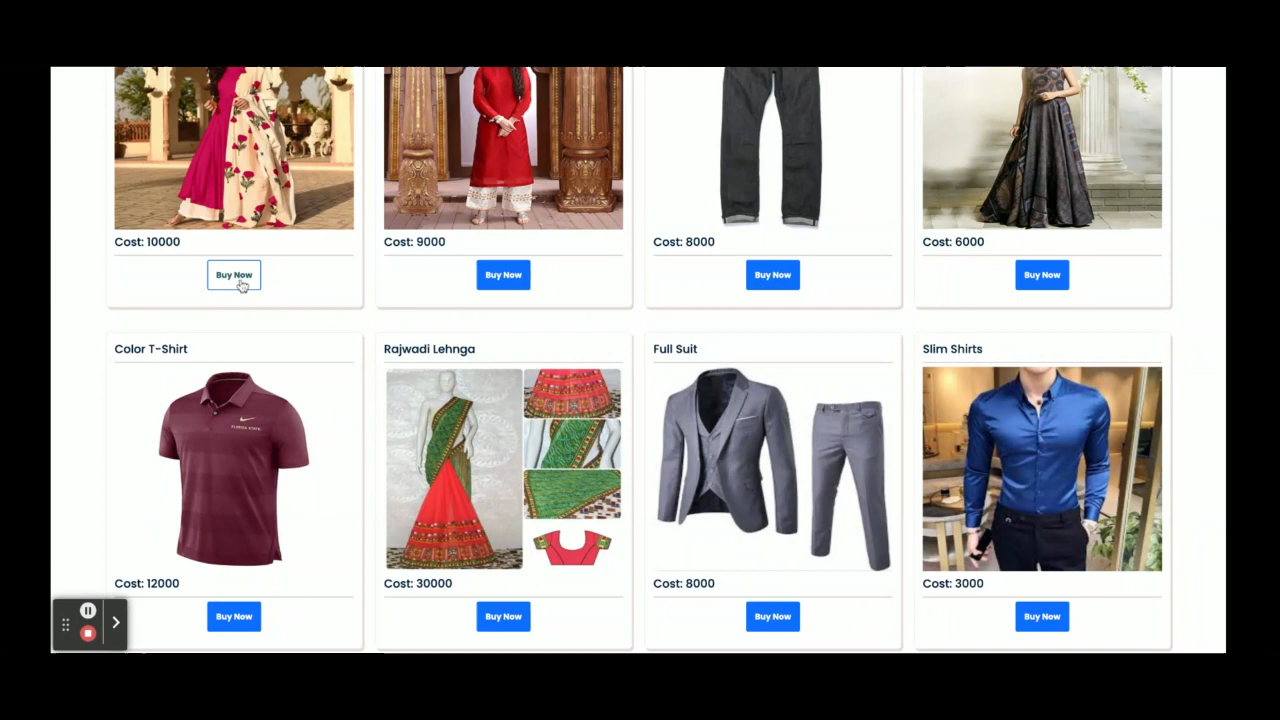 Cost: 10000
Cost: 9000
Cost: 8000
Cost: 6000
Buy Now
Buy Now
Buy Now
Buy Now
Color T-Shirt
Rajwadi Lehnga
Full Suit
Slim Shirts
FLORIDA STATE
Cost: 12000
Cost: 30000
Cost: 8000
Cost: 3000
Buy Now
Buy Now
Buy Now
Buy Now